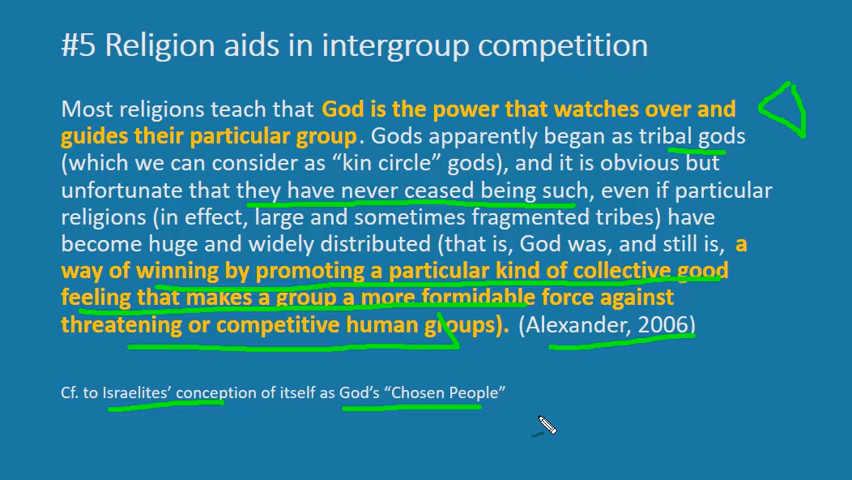 #5 Religion aids in intergroup competition
Most religions teach that God is the power that watches over and
guides their particular group. Gods apparently began as tribal gods
(which we can consider as “kin circle” gods), and it is obvious but
unfortunate that they have never ceased being such, even if particular
religions (in effect, large and sometimes fragmented tribes) have
become huge and widely distributed (that is, God was, and still is, a
way of winning by promoting a particular kind of collective good
feeling that makes a group a more formidable force against
threatening or competitive human groups). (Alexander, 2006)
Cf. to Israelites’ conception of itself as God’s “Chosen People”